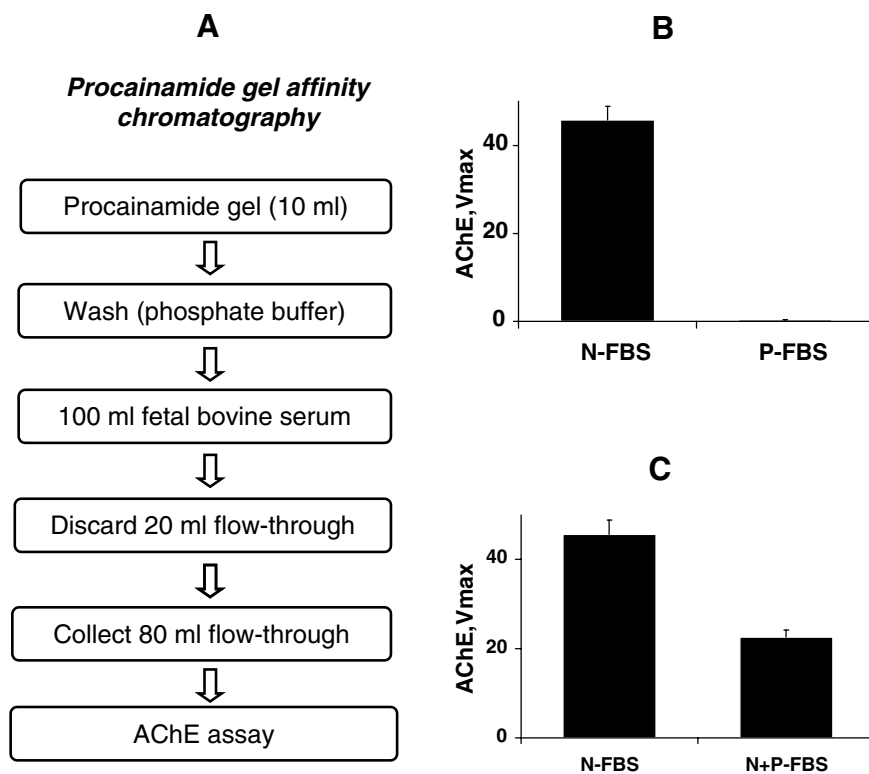 A
Procainamide gel affinity
chromatography
Procainamide gel (10 ml)
Wash (phosphate buffer)
100 ml fetal bovine serum
Discard 20 ml flow-through
Collect 80 ml flow-through
AChE assay
B
AChE,Vmax
40
20
0
N-FBS P-FBS
C
AChE,Vmax
40
20
0
N-FBS N+P-FBS